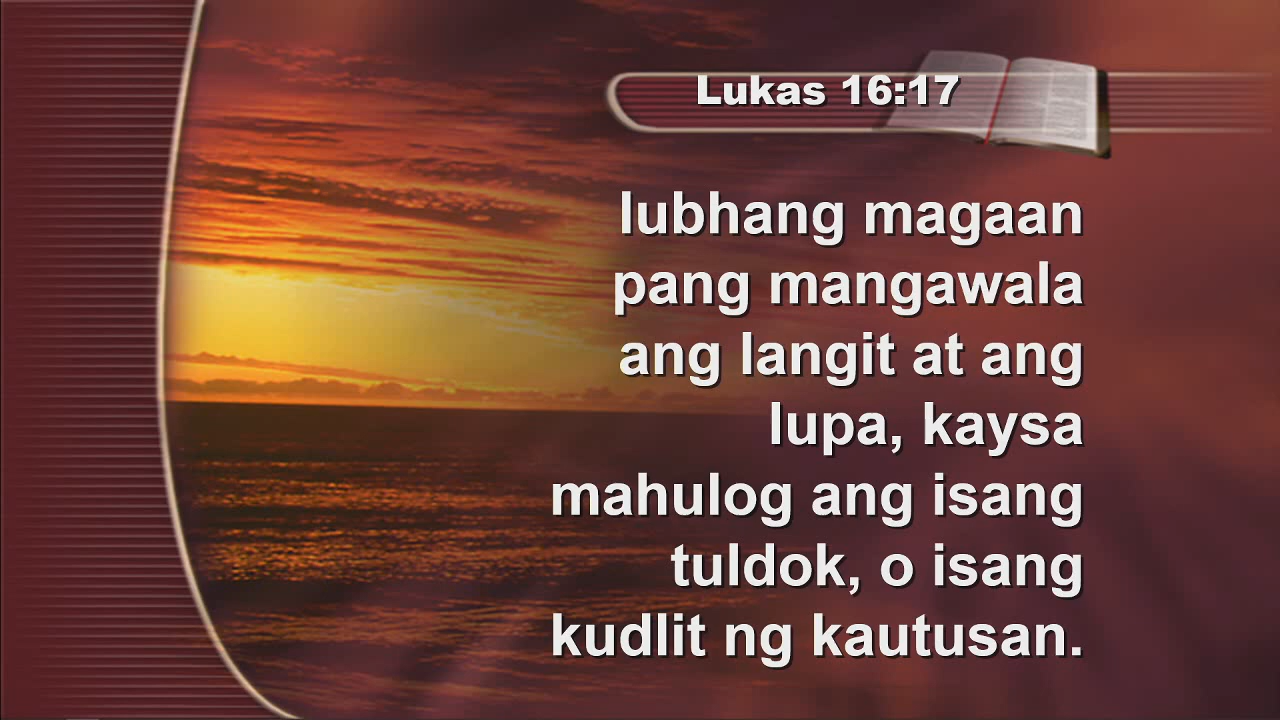 Lukas 16:17
lubhang magaan
pang mangawala
ang langit at ang
lupa, kaysa
mahulog ang isang
tuldok, o isang
kudlit ng kautusan.